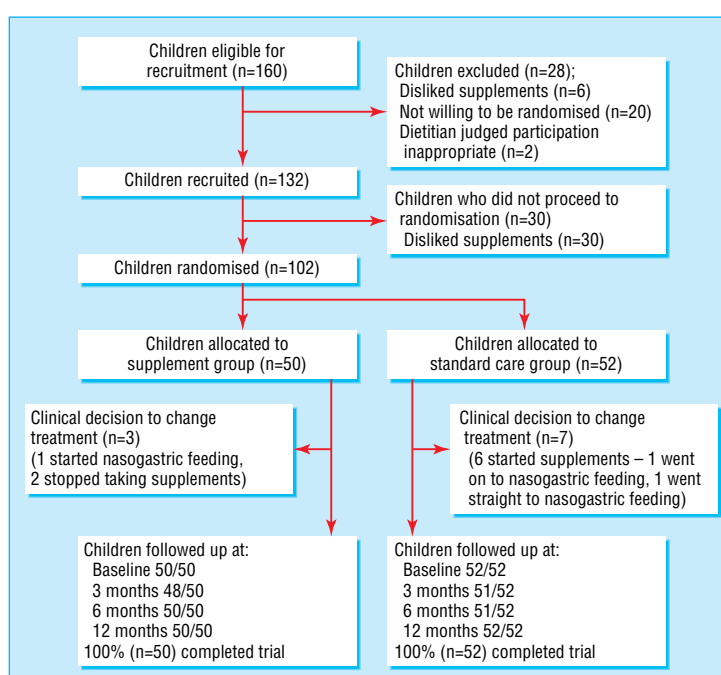 Children eligible for
recruitment (n=160)
Children excluded (n=28);
Disliked supplements (n=6)
Not willing to be randomised (n=20)
Dietitian judged participation
inappropriate (n=2)
Children recruited (n=132)
Children who did not proceed to
randomisation (n=30)
Disliked supplements (n=30)
Children randomised (n=102)
Children allocated to
supplement group (n=50)
Children allocated to
standard care group (n=52)
Clinical decision to change
treatment (n=3)
(1 started nasogastric feeding,
2 stopped taking supplements)
Clinical decision to change
treatment (n=7)
(6 started supplements – 1 went
on to nasogastric feeding, 1 went
straight to nasogastric feeding)
Children followed up at:
Baseline 50/50
3 months 48/50
6 months 50/50
12 months 50/50
100% (n=50) completed trial
Children followed up at:
Baseline 52/52
3 months 51/52
6 months 51/52
12 months 52/52
100% (n=52) completed trial